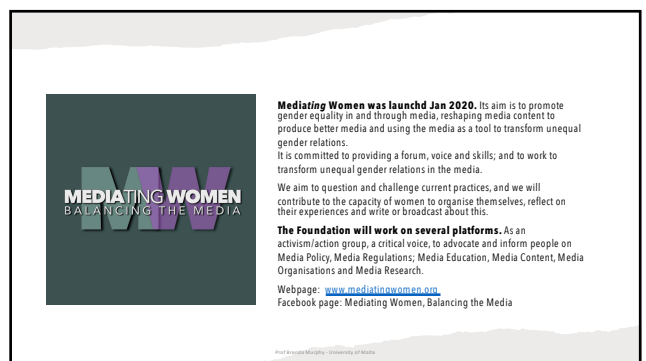 MEDIATING WOMEN
BALANCING THE MEDIA
Mediating Women was launchd Jan 2020. Its aim is to promote
gender equality in and through media, reshaping media content to
produce better media and using the media as a tool to transform unequal
gender relations.
It is committed to providing a forum, voice and skills; and to work to
transform unequal gender relations in the media.
We aim to question and challenge current practices, and we will
contribute to the capacity of women to organise themselves, reflect on
their experiences and write or broadcast about this.
The Foundation will work on several platforms. As an
activism/action group, a critical voice, to advocate and inform people on
Media Policy, Media Regulations; Media Education, Media Content, Media
Organisations and Media Research.
Webpage: www.mediatingwomen.org
Facebook page: Mediating Women, Balancing the Media
Prof Brenda Murphy - University of Malta